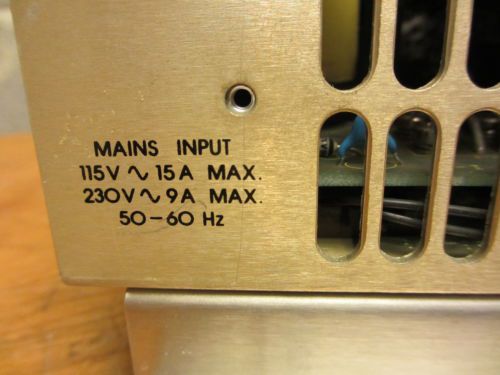 MAINS INPUT
115V ~ 15A MAX.
230V ~ 9A MAX.
50-60 Hz